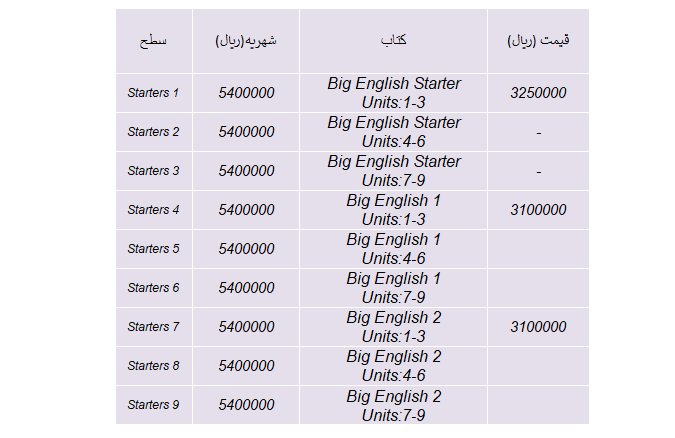 سطح شهریه(ریال) کتاب قیمت (ریال)
Starters 1 5400000 Big English Starter 3250000
Units:1-3
Starters 2 5400000 Big English Starter -
Units:4-6
Starters 3 5400000 Big English Starter -
Units:7-9
Starters 4 5400000 Big English 1 3100000
Units:1-3
Starters 5 5400000 Big English 1
Units:4-6
Starters 6 5400000 Big English 1
Units:7-9
Starters 7 5400000 Big English 2 3100000
Units:1-3
Starters 8 5400000 Big English 2
Units:4-6
Starters 9 5400000 Big English 2
Units:7-9